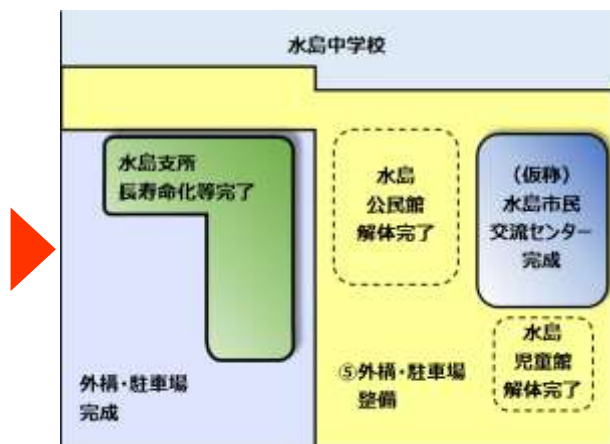 水島中学校
水島支所
長寿命化等完了
水島
公民館
解体完了
（仮称）
水島市民
交流センター
完成
水島
児童館
解体完了
外構・駐車場
完成
⑤外構・駐車場
整備